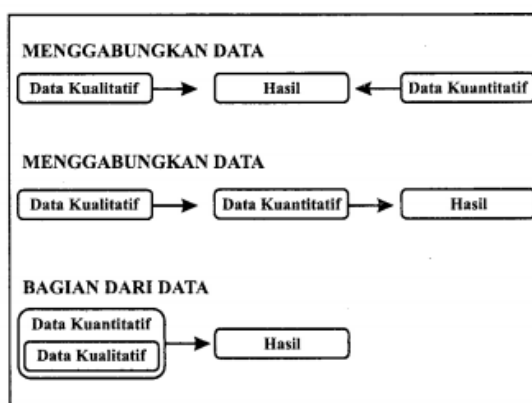 MENGGABUNGKAN DATA
Data Kualitatif Hasil Data Kuantitatif
MENGGABUNGKAN DATA
Data Kualitatif Data Kuantitatif Hasil
BAGIAN DARI DATA
Data Kuantitatif
Data Kualitatif Hasil